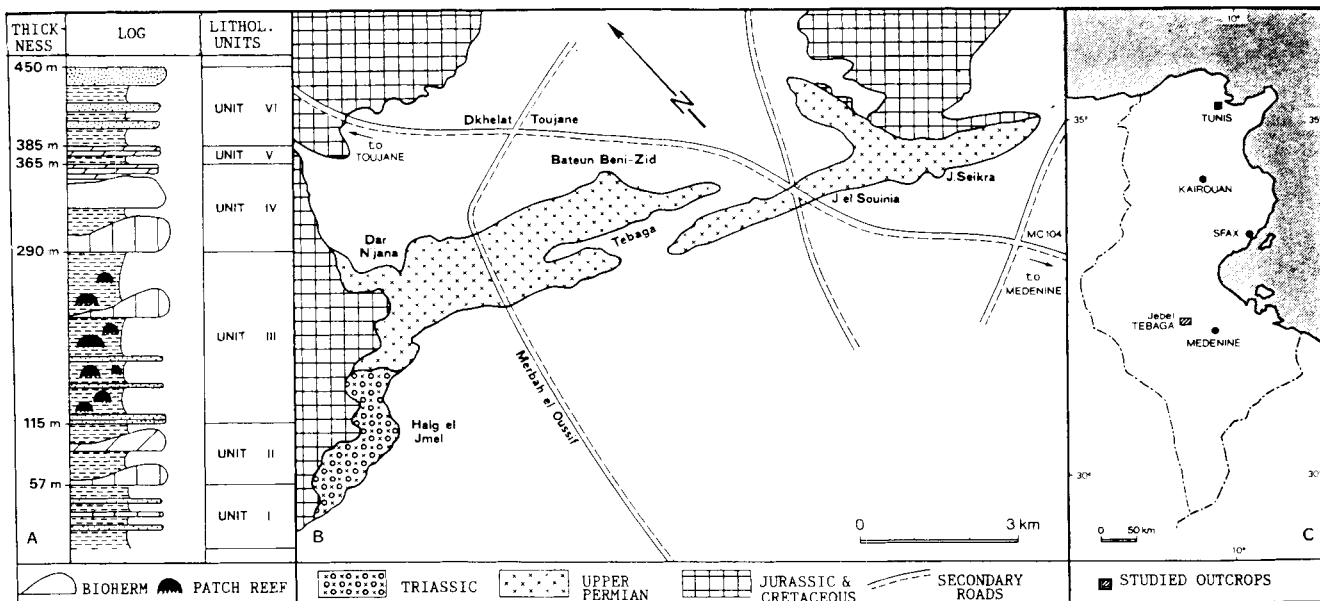 THICK
NESS
LOG
LITHOL.
UNITS
450 m
385 m
365 m
290 m
115 m
57 m
UNIT VI
UNIT V
UNIT IV
UNIT III
UNIT II
UNIT I
A
to
TOUJANE
Dkhelat Toujane
Bateun Beni-Zid
N
J.Seikra
J el Souinia
Tebaga
Dar
N'jana
MC104
to
MEDENINE
Merbah el Oussif
Halg el
Jmel
0 3 km
B
10°
35°
35°
TUNIS
KAIROUAN
SFAX
Jebel
TEBAGA
MEDENINE
30°
30°
0 50 km
10°
C
BIOHERM
PATCH REEF
TRIASSIC
UPPER
PERMIAN
JURASSIC &
CRETACEOUS
SECONDARY
ROADS
STUDIED OUTCROPS